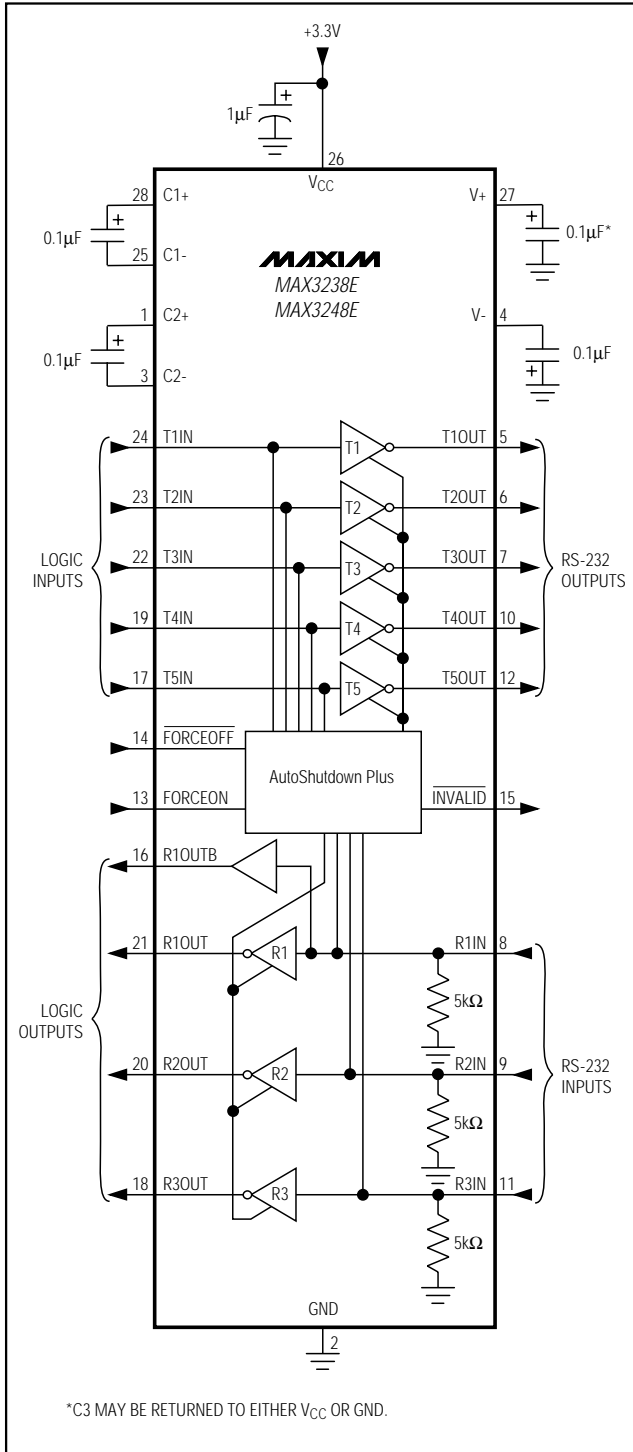 +3.3V
1μF
26
VCC
28 C1+
V+ 27
0.1μF
0.1μF*
25 C1-
MAXIM
MAX3238E
MAX3248E
1 C2+
V- 4
0.1μF
0.1μF
3 C2-
24 T1IN
T1
T1OUT 5
23 T2IN
T2
T2OUT 6
LOGIC
INPUTS
22 T3IN
T3
T3OUT 7
RS-232
OUTPUTS
19 T4IN
T4
T4OUT 10
17 T5IN
T5
T5OUT 12
14 FORCEOFF
AutoShutdown Plus
13 FORCEON
INVALID 15
16 R1OUTB
21 R1OUT
R1
R1IN 8
5kΩ
LOGIC
OUTPUTS
20 R2OUT
R2
R2IN 9
RS-232
INPUTS
5kΩ
18 R3OUT
R3
R3IN 11
5kΩ
GND
2
*C3 MAY BE RETURNED TO EITHER VCC OR GND.